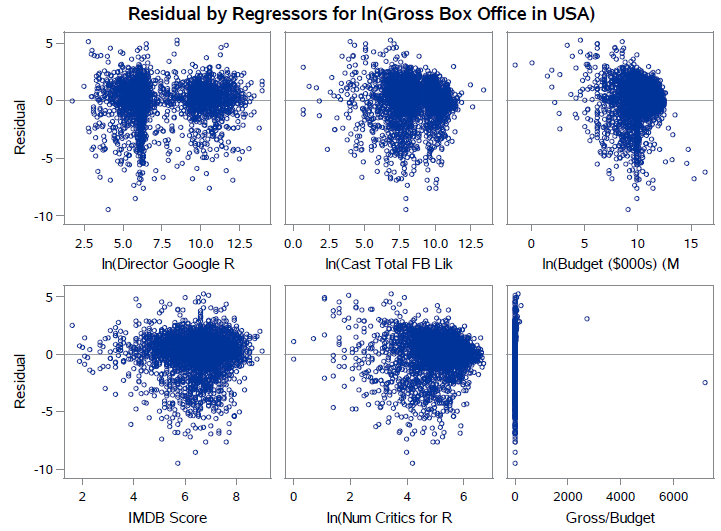 Residual by Regressors for ln(Gross Box Office in USA)
Residual
5
0
-5
-10
2.5 5.0 7.5 10.0 12.5
ln(Director Google R
0.0 2.5 5.0 7.5 10.0 12.5
ln(Cast Total FB Lik
0 5 10 15
ln(Budget ($000s) (M
Residual
5
0
-5
-10
2 4 6 8
IMDB Score
0 2 4 6
ln(Num Critics for R
0 2000 4000 6000
Gross/Budget